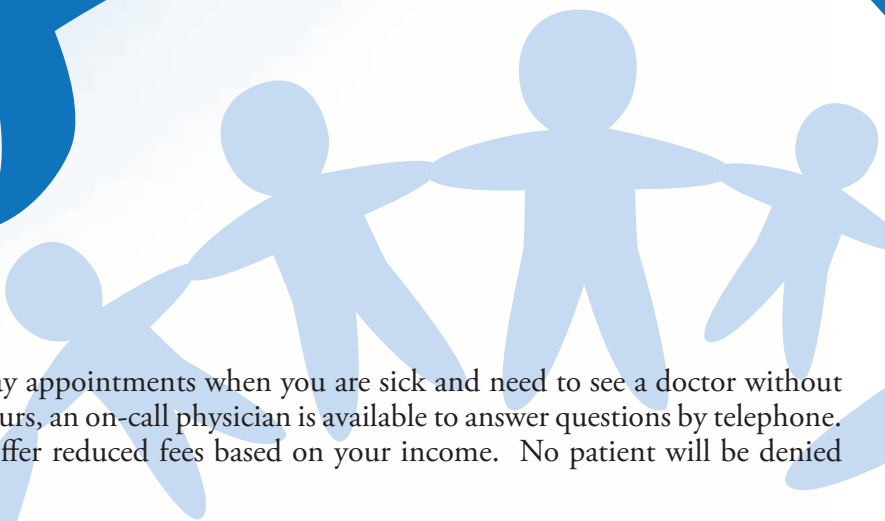 ay appointments when you are sick and need to see a doctor without
urs, an on-call physician is available to answer questions by telephone.
ffer reduced fees based on your income. No patient will be denied